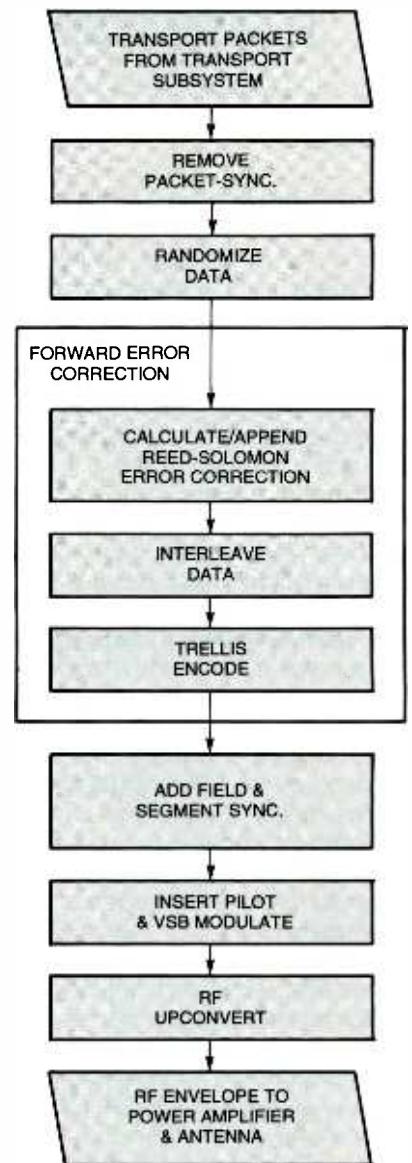 TRANSPORT PACKETS
FROM TRANSPORT
SUBSYSTEM
REMOVE
PACKET-SYNC.
RANDOMIZE
DATA
FORWARD ERROR
CORRECTION
CALCULATE/APPEND
REED-SOLOMON
ERROR CORRECTION
INTERLEAVE
DATA
TRELLIS
ENCODE
ADD FIELD &
SEGMENT SYNC.
INSERT PILOT
& VSB MODULATE
RF
UPCONVERT
RF ENVELOPE TO
POWER AMPLIFIER
& ANTENNA